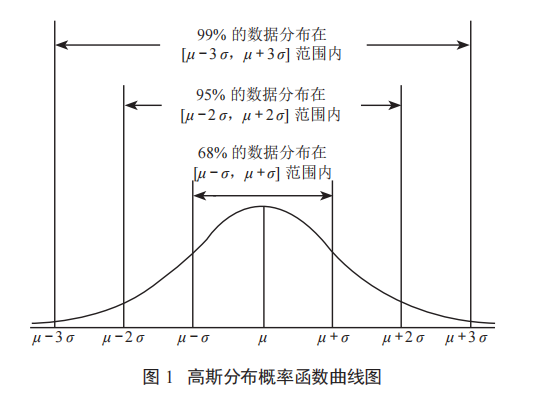 99% 的数据分布在
[μ－3σ，μ＋3σ] 范围内
95% 的数据分布在
[μ－2σ，μ＋2σ] 范围内
68% 的数据分布在
[μ－σ，μ＋σ] 范围内
μ－3σ μ－2σ μ－σ μ μ＋σ μ＋2σ μ＋3σ
图 1 高斯分布概率函数曲线图